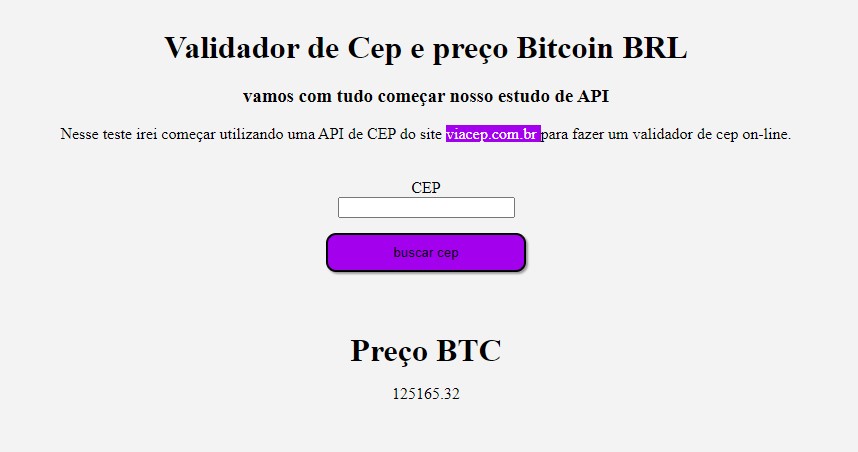 Validador de Cep e preço Bitcoin BRL
vamos com tudo começar nosso estudo de API
Nesse teste irei começar utilizando uma API de CEP do site viacep.com.br para fazer um validador de cep on-line.
CEP
buscar cep
Preço BTC
125165.32